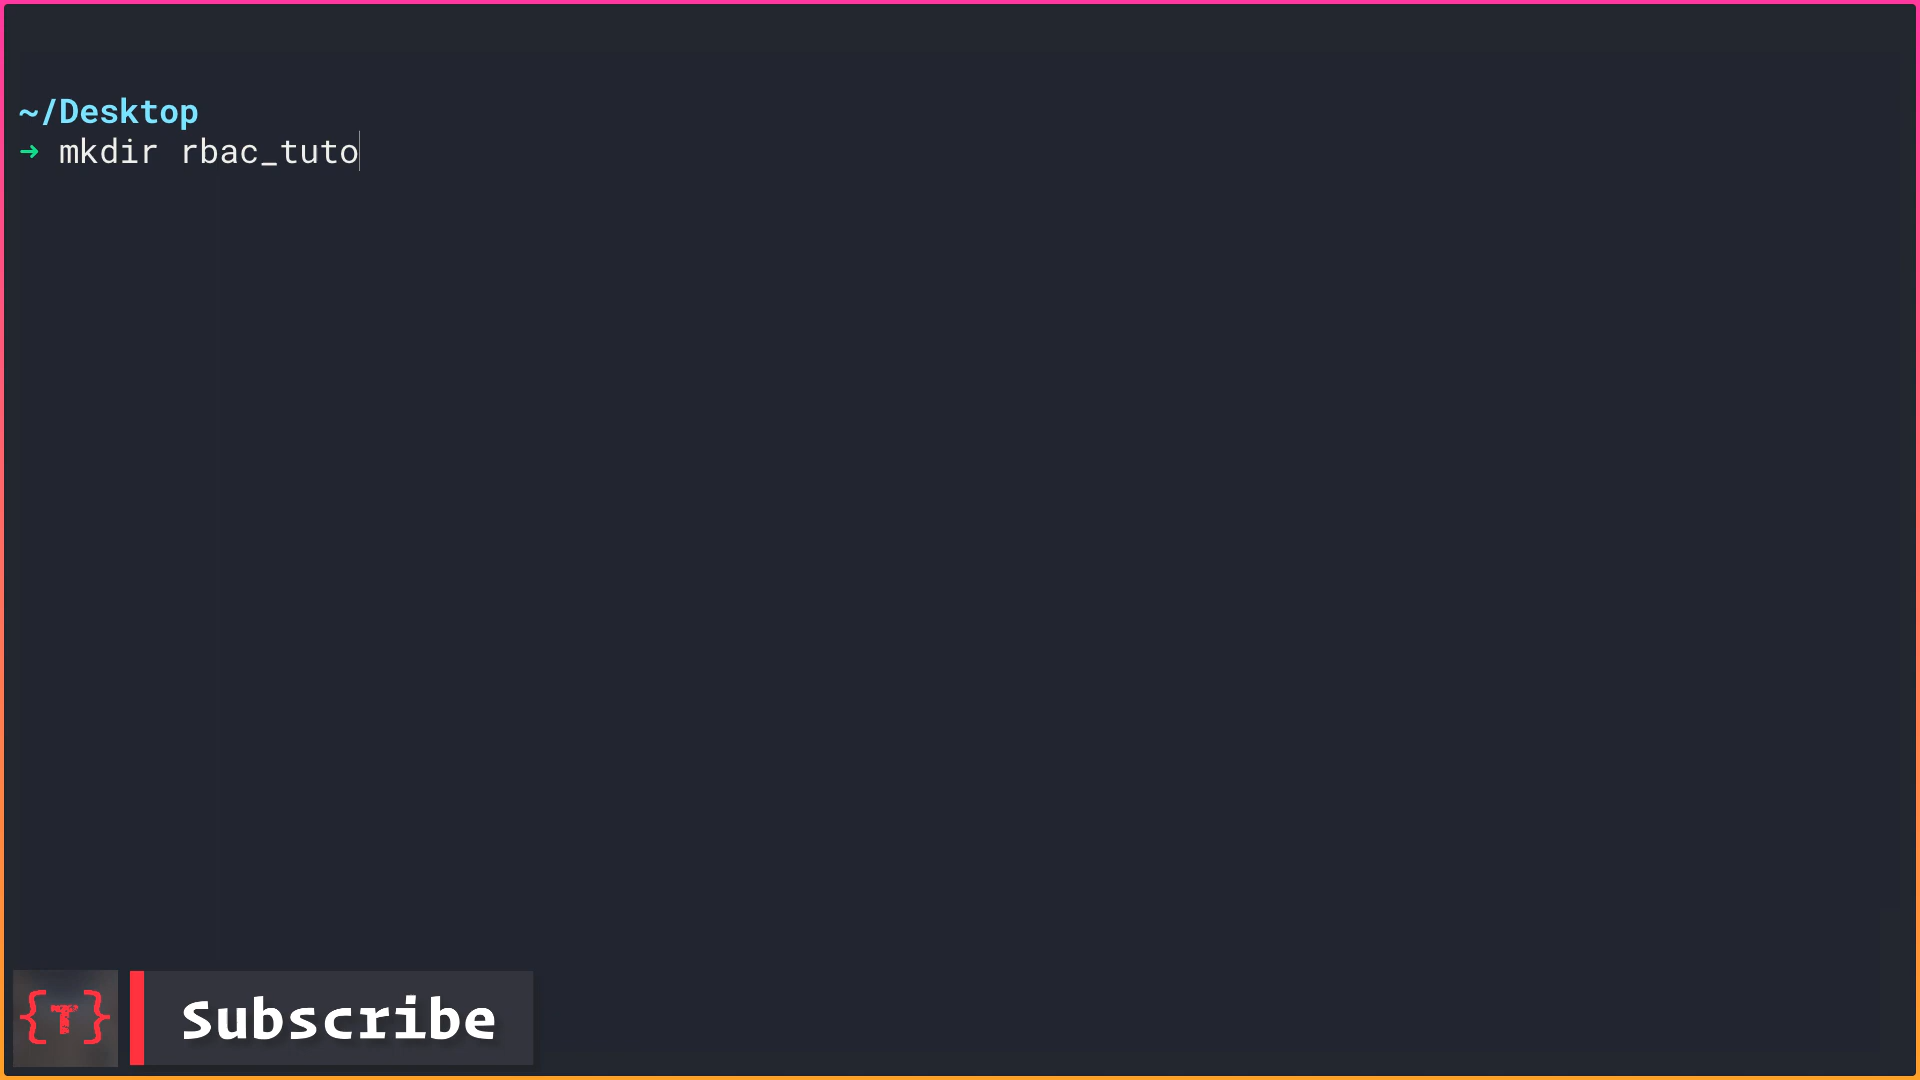 ~/Desktop
➜ mkdir rbac_tuto
{T}
Subscribe